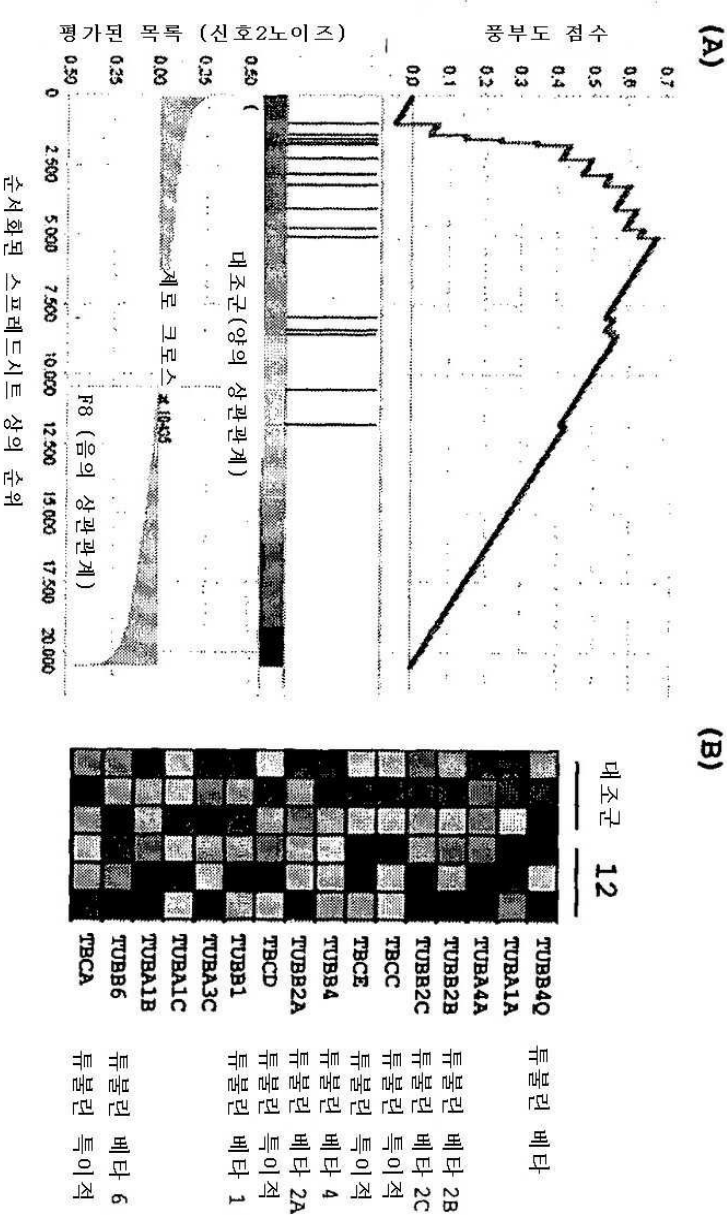 (A)
풍부도 점수
0.7
0.6
0.5
0.4
0.3
0.2
0.1
0.0
평가된 목록 (신호2노이즈)
0.50
(
대조군(양의 상관관계)
0.25
0.00
제로 크로스 at 10435
0.25
F8 (음의 상관관계)
0.50
0 2.500 5.000 7.500 10.000 12.500 15.000 17.500 20.000
순서화된 스프레드시트 상의 순위
(B)
대조군 12
TUBB4Q 튜불린 베타
TUBA1A
TUBA4A
TUBB2B 튜불린 베타 2B
TUBB2C 튜불린 베타 2C
TBCC 튜불린 특이적
TBCE 튜불린 특이적
TUBB4 튜불린 베타 4
TUBB2A 튜불린 베타 2A
TBCD 튜불린 특이적
TUBB1 튜불린 베타 1
TUBA3C
TUBA1C
TUBA1B
TUBB6 튜불린 베타 6
TBCA 튜불린 특이적